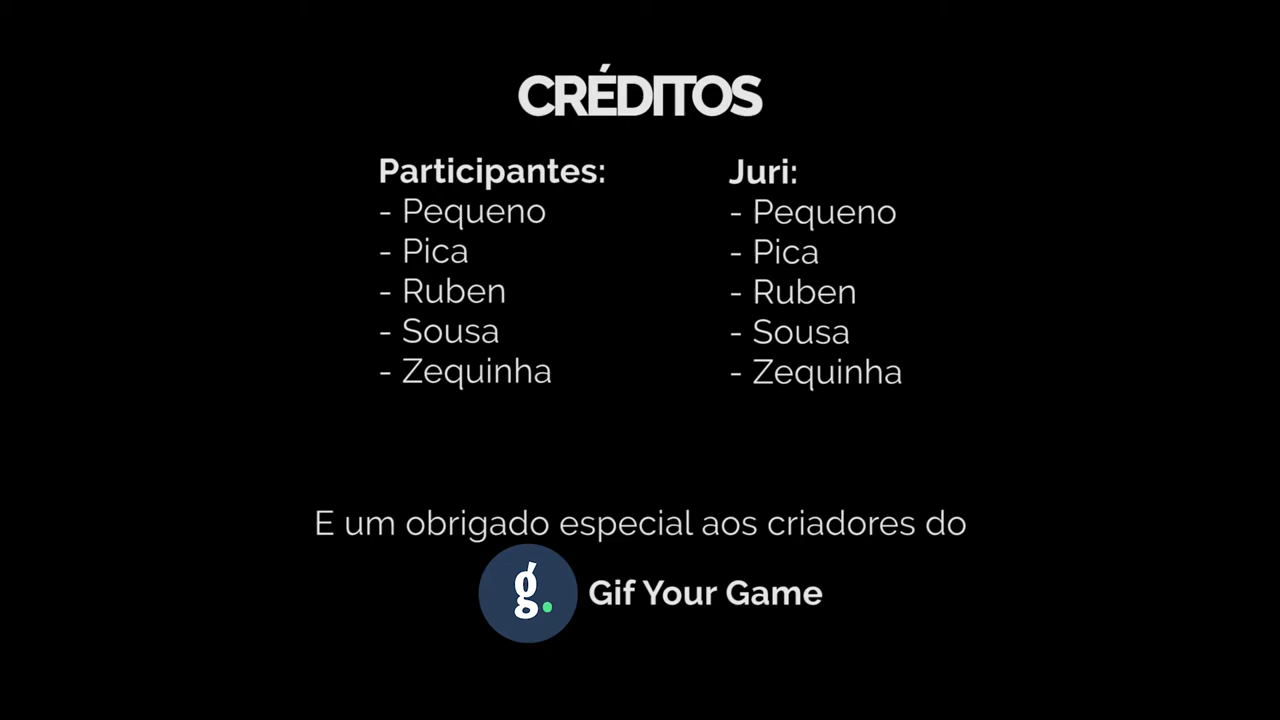 CRÉDITOS
Participantes:
- Pequeno
- Pica
- Ruben
- Sousa
- Zequinha
Juri:
- Pequeno
- Pica
- Ruben
- Sousa
- Zequinha
E um obrigado especial aos criadores do
ǵ. Gif Your Game